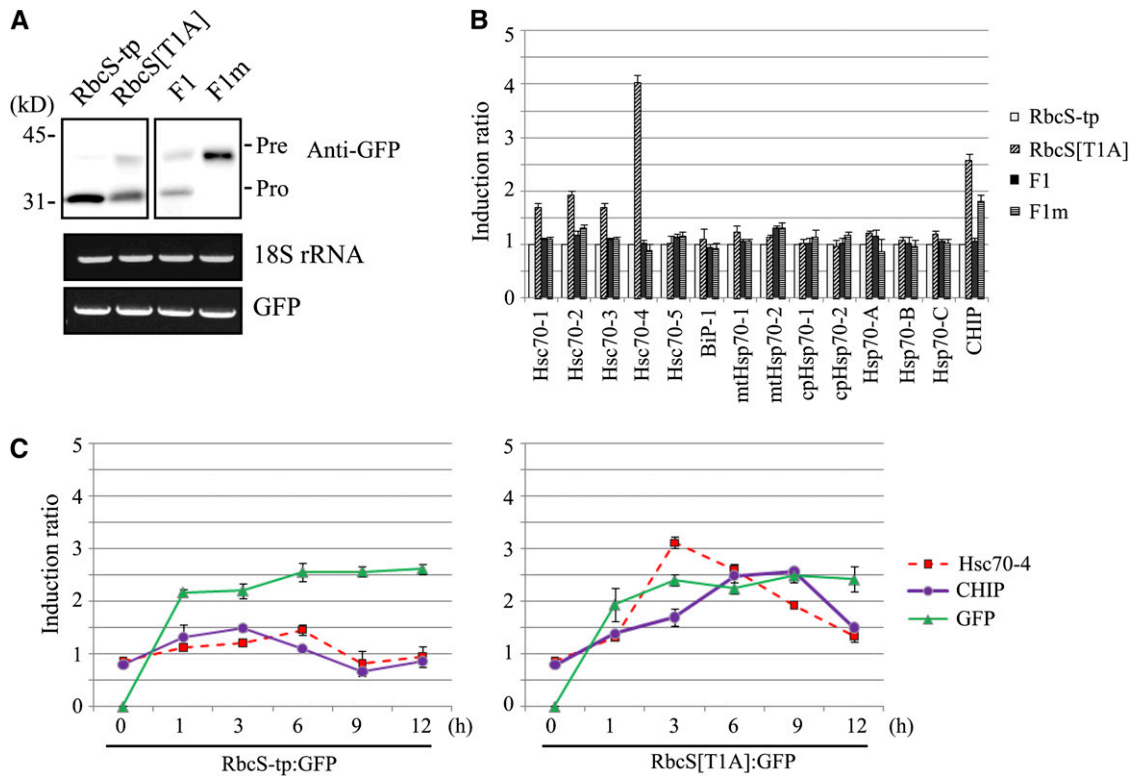 A
RbcS-tp
RbcS[T1A]
F1
F1m
(kD)
45-
31-
Pre
Pro
Anti-GFP
18S rRNA
GFP
B
Induction ratio
5
4
3
2
1
0
Hsc70-1
Hsc70-2
Hsc70-3
Hsc70-4
Hsc70-5
BiP-1
mtHsp70-1
mtHsp70-2
cpHsp70-1
cpHsp70-2
Hsp70-A
Hsp70-B
Hsp70-C
CHIP
RbcS-tp
RbcS[T1A]
F1
F1m
C
Induction ratio
5
4
3
2
1
0
0 1 3 6 9 12 (h)
RbcS-tp:GFP
5
4
3
2
1
0
0 1 3 6 9 12 (h)
RbcS[T1A]:GFP
Hsc70-4
CHIP
GFP